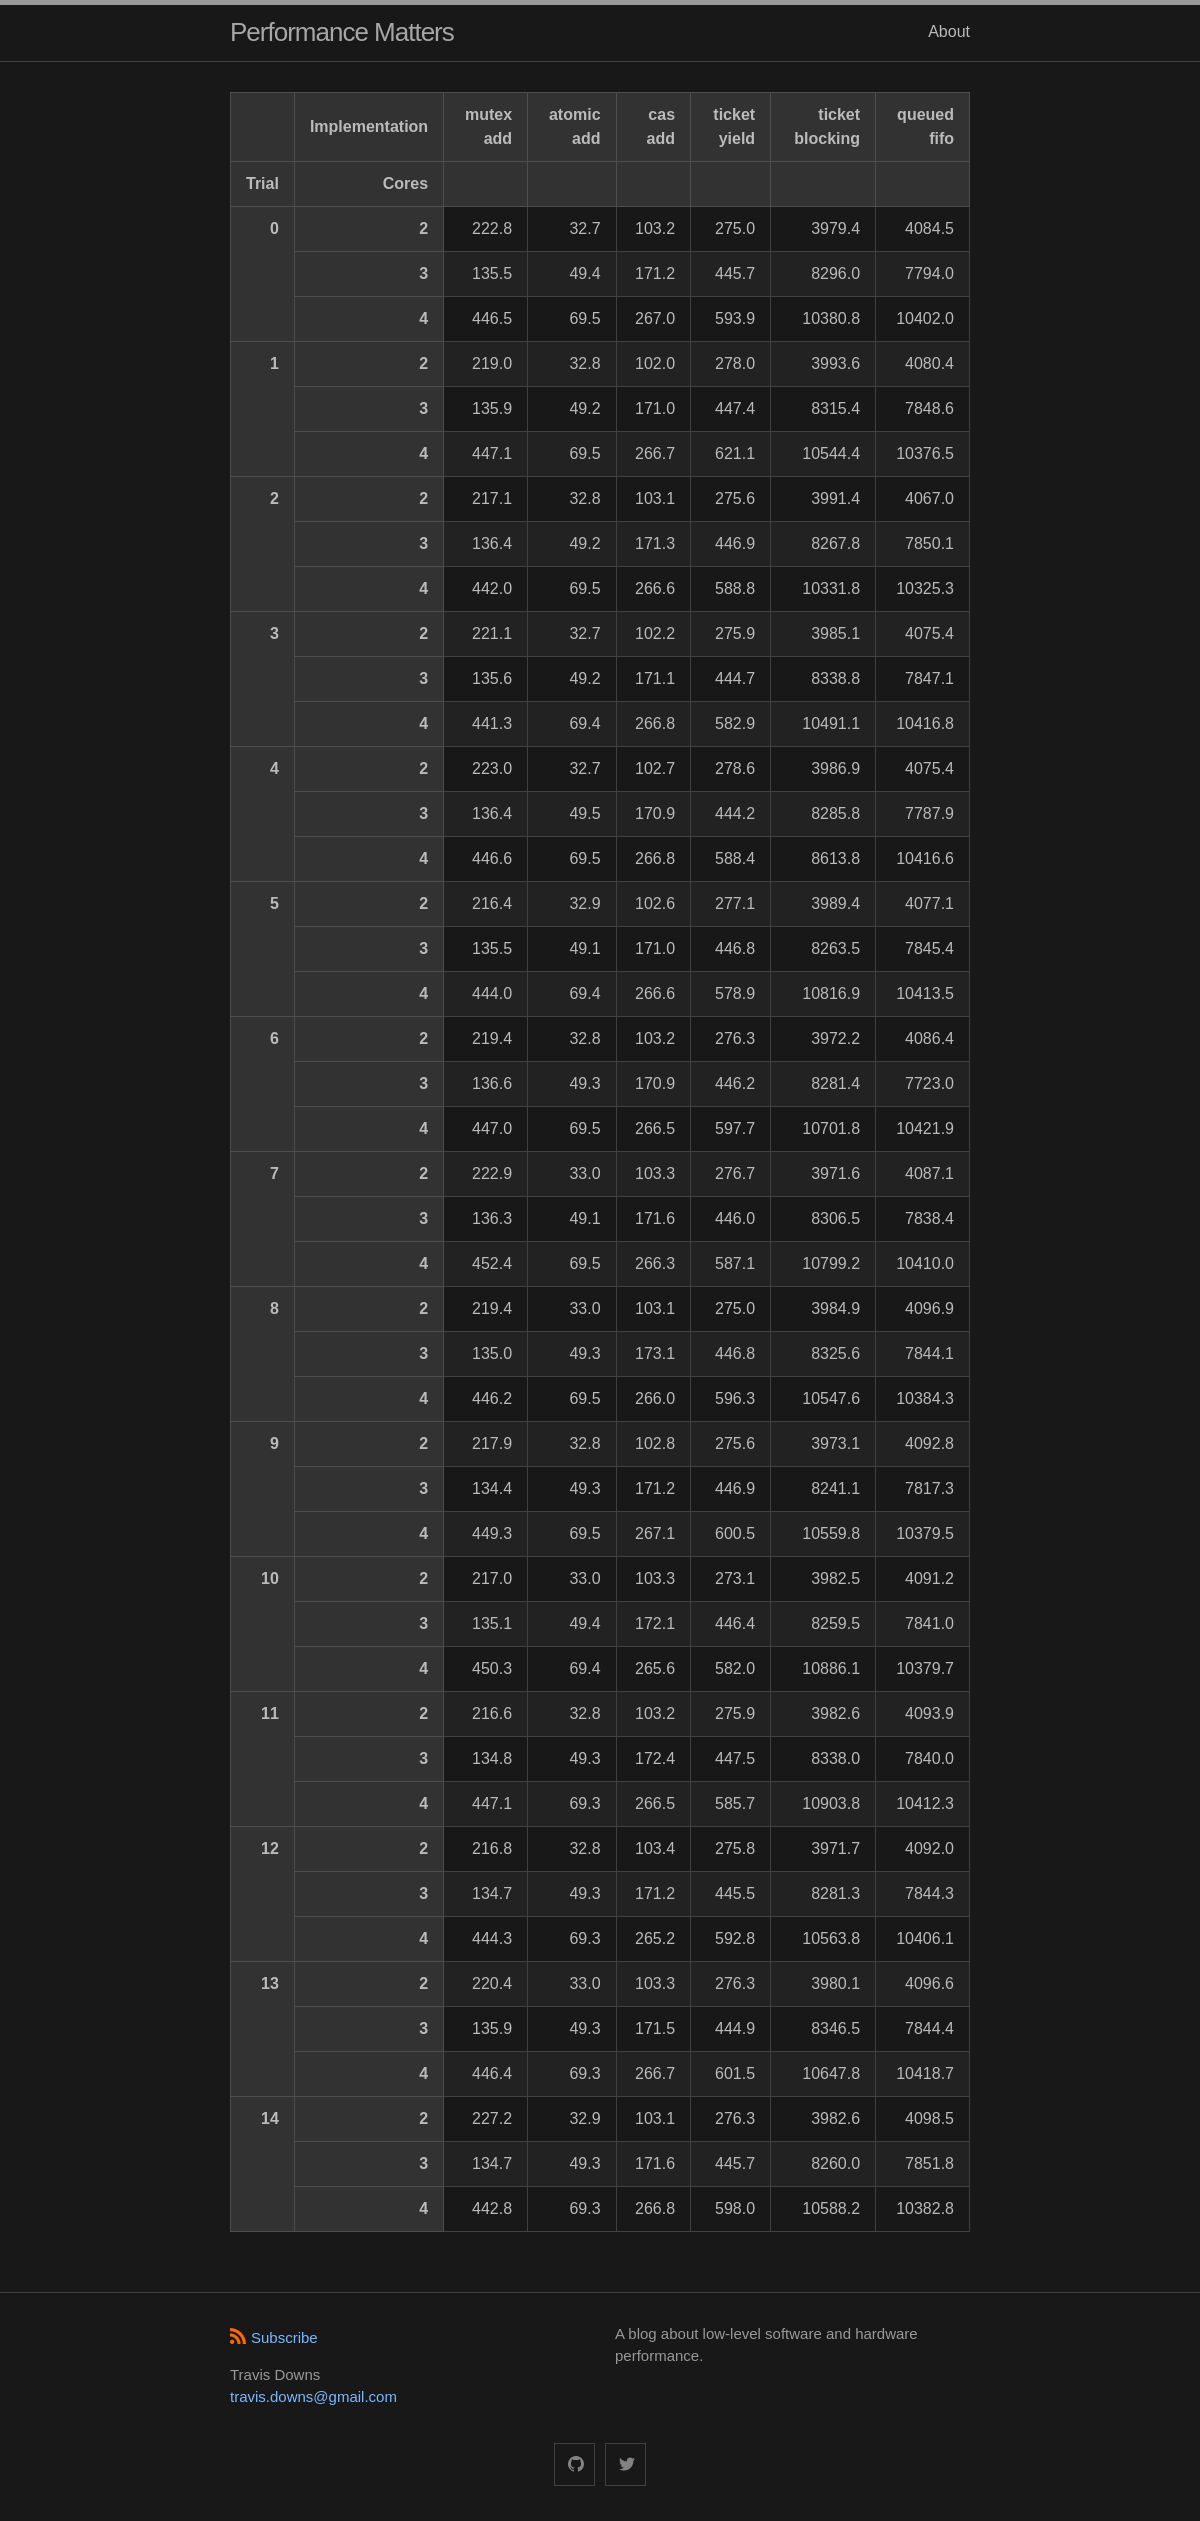 Performance Matters About
Implementation mutex add atomic add cas add ticket yield ticket blocking queued fifo
Trial Cores
0 2 222.8 32.7 103.2 275.0 3979.4 4084.5
3 135.5 49.4 171.2 445.7 8296.0 7794.0
4 446.5 69.5 267.0 593.9 10380.8 10402.0
1 2 219.0 32.8 102.0 278.0 3993.6 4080.4
3 135.9 49.2 171.0 447.4 8315.4 7848.6
4 447.1 69.5 266.7 621.1 10544.4 10376.5
2 2 217.1 32.8 103.1 275.6 3991.4 4067.0
3 136.4 49.2 171.3 446.9 8267.8 7850.1
4 442.0 69.5 266.6 588.8 10331.8 10325.3
3 2 221.1 32.7 102.2 275.9 3985.1 4075.4
3 135.6 49.2 171.1 444.7 8338.8 7847.1
4 441.3 69.4 266.8 582.9 10491.1 10416.8
4 2 223.0 32.7 102.7 278.6 3986.9 4075.4
3 136.4 49.5 170.9 444.2 8285.8 7787.9
4 446.6 69.5 266.8 588.4 8613.8 10416.6
5 2 216.4 32.9 102.6 277.1 3989.4 4077.1
3 135.5 49.1 171.0 446.8 8263.5 7845.4
4 444.0 69.4 266.6 578.9 10816.9 10413.5
6 2 219.4 32.8 103.2 276.3 3972.2 4086.4
3 136.6 49.3 170.9 446.2 8281.4 7723.0
4 447.0 69.5 266.5 597.7 10701.8 10421.9
7 2 222.9 33.0 103.3 276.7 3971.6 4087.1
3 136.3 49.1 171.6 446.0 8306.5 7838.4
4 452.4 69.5 266.3 587.1 10799.2 10410.0
8 2 219.4 33.0 103.1 275.0 3984.9 4096.9
3 135.0 49.3 173.1 446.8 8325.6 7844.1
4 446.2 69.5 266.0 596.3 10547.6 10384.3
9 2 217.9 32.8 102.8 275.6 3973.1 4092.8
3 134.4 49.3 171.2 446.9 8241.1 7817.3
4 449.3 69.5 267.1 600.5 10559.8 10379.5
10 2 217.0 33.0 103.3 273.1 3982.5 4091.2
3 135.1 49.4 172.1 446.4 8259.5 7841.0
4 450.3 69.4 265.6 582.0 10886.1 10379.7
11 2 216.6 32.8 103.2 275.9 3982.6 4093.9
3 134.8 49.3 172.4 447.5 8338.0 7840.0
4 447.1 69.3 266.5 585.7 10903.8 10412.3
12 2 216.8 32.8 103.4 275.8 3971.7 4092.0
3 134.7 49.3 171.2 445.5 8281.3 7844.3
4 444.3 69.3 265.2 592.8 10563.8 10406.1
13 2 220.4 33.0 103.3 276.3 3980.1 4096.6
3 135.9 49.3 171.5 444.9 8346.5 7844.4
4 446.4 69.3 266.7 601.5 10647.8 10418.7
14 2 227.2 32.9 103.1 276.3 3982.6 4098.5
3 134.7 49.3 171.6 445.7 8260.0 7851.8
4 442.8 69.3 266.8 598.0 10588.2 10382.8
Subscribe
Travis Downs
travis.downs@gmail.com
A blog about low-level software and hardware
performance.